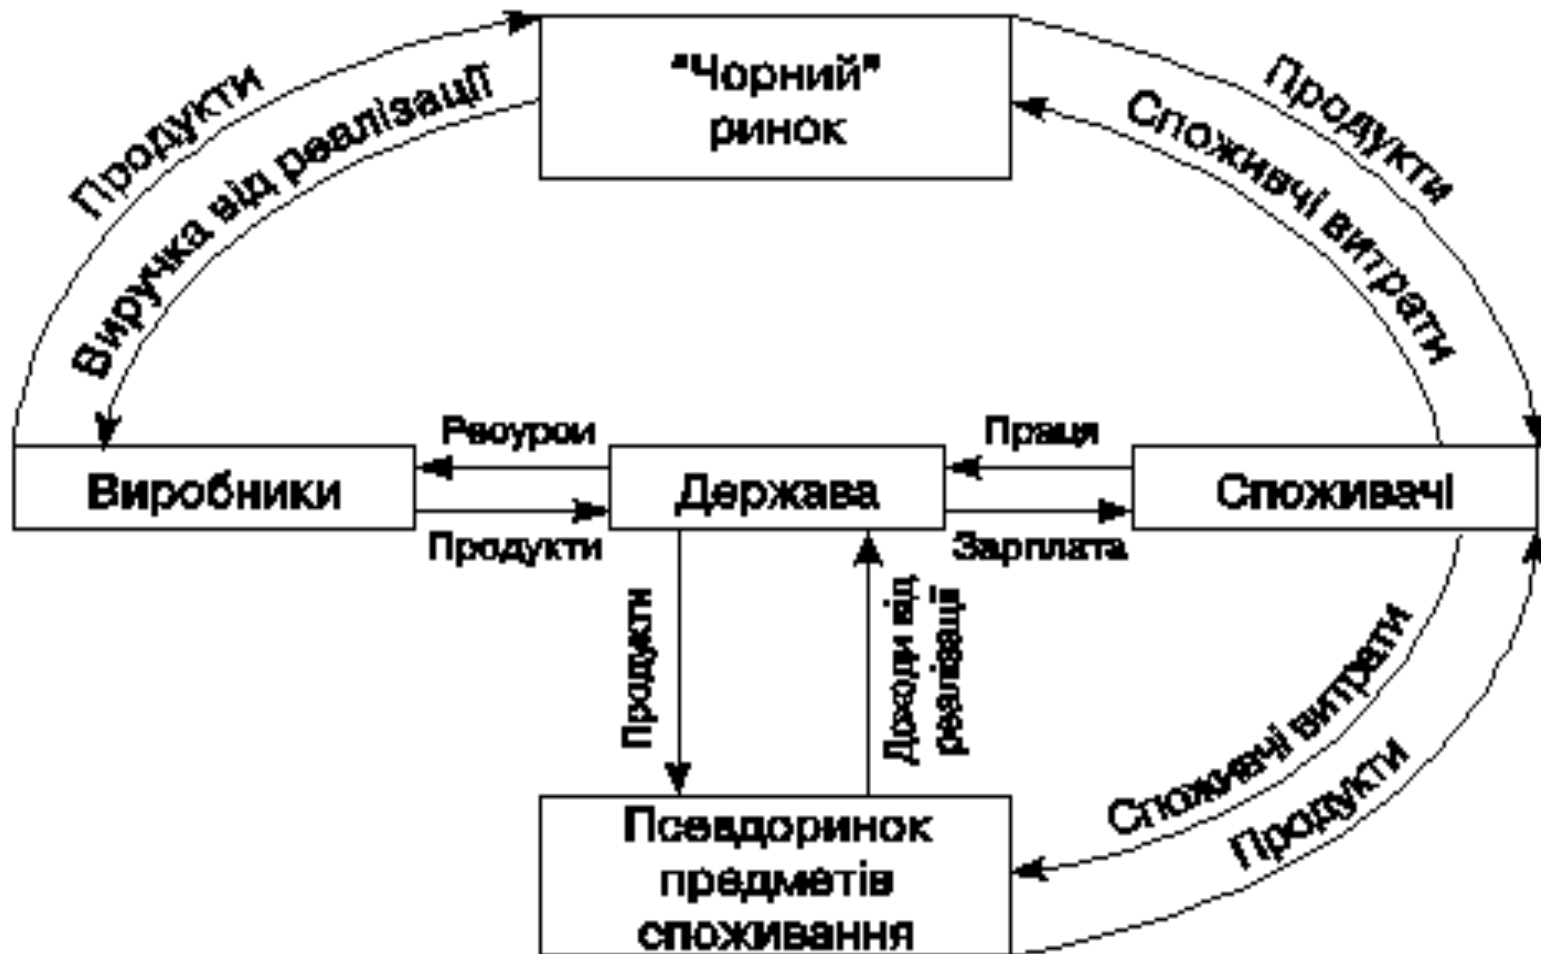 "Чорний"
ринок
Продукти
Виручка від реалізації
Продукти
Споживчі витрати
Ресурси
Праця
Виробники
Держава
Споживачі
Продукти
Зарплата
Продукти
Доходи від
реалізації
Споживчі витрати
Продукти
Псевдоринок
предметів
споживання